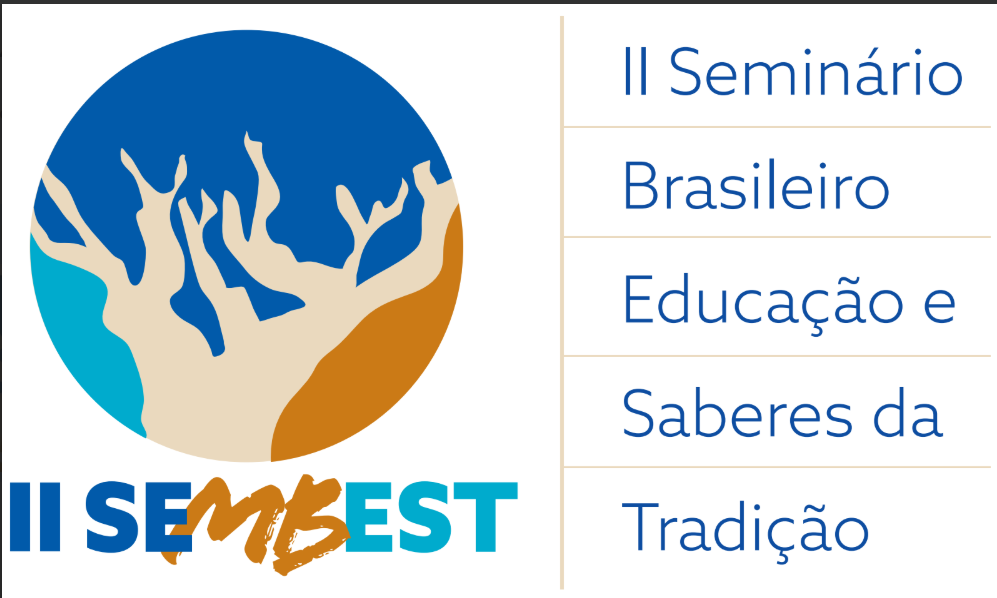 II SEMBEST
II Seminário
Brasileiro
Educação e
Saberes da
Tradição